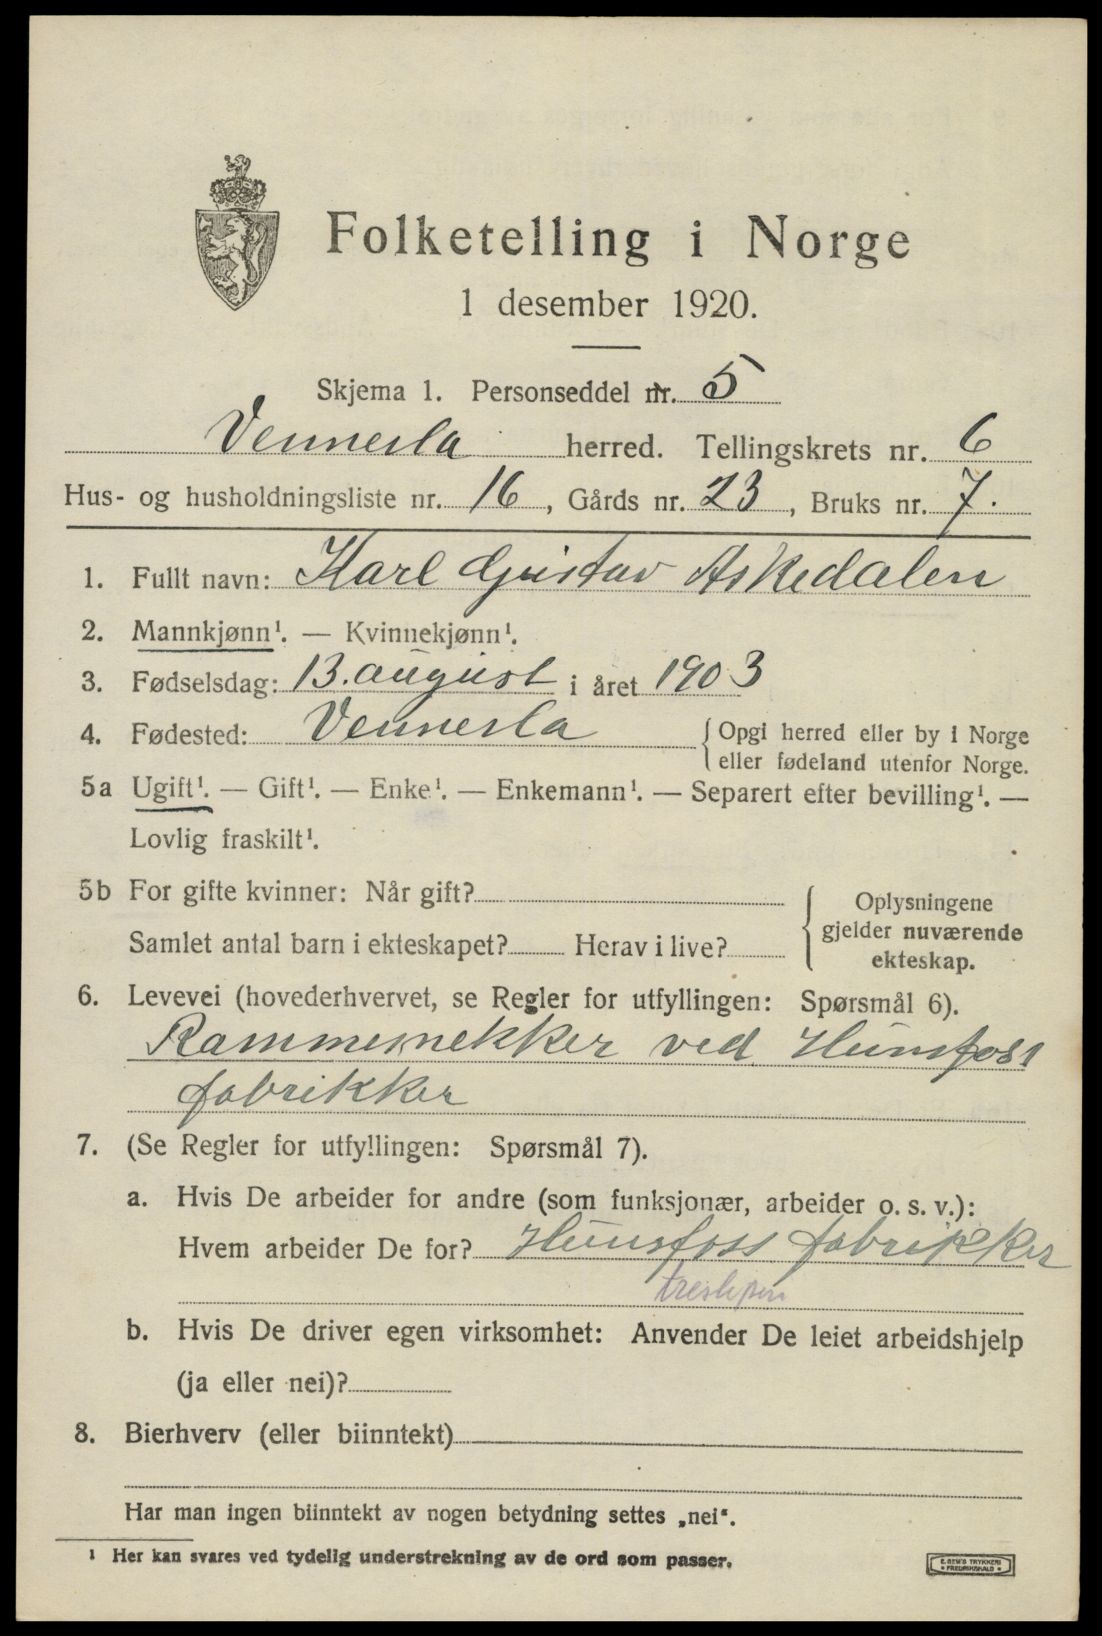 Folketelling i Norge
1 desember 1920.
Skjema 1. Personseddel nr. 5
Vennesla herred. Tellingskrets nr. 6
Hus- og husholdningsliste nr. 16, Gårds nr. 23, Bruks nr. 7.
1. Fullt navn: Karl Gustav Askedalen
2. Mannkjønn¹. — Kvinnekjønn¹.
3. Fødselsdag: 13. august i året 1903
4. Fødested: Vennesla { Opgi herred eller by i Norge
eller fødeland utenfor Norge.
5a Ugift¹. — Gift¹. — Enke¹. — Enkemann¹. — Separert efter bevilling¹. —
Lovlig fraskilt¹.
5b For gifte kvinner: Når gift?
Samlet antal barn i ekteskapet? Herav i live?
{ Oplysningene
gjelder nuværende
ekteskap.
6. Levevei (hovederhvervet, se Regler for utfyllingen: Spørsmål 6).
Rammesnekker ved Hunsfoss
fabrikker
7. (Se Regler for utfyllingen: Spørsmål 7).
a. Hvis De arbeider for andre (som funksjonær, arbeider o. s. v.):
Hvem arbeider De for? Hunsfoss fabrikker
treslipen
b. Hvis De driver egen virksomhet: Anvender De leiet arbeidshjelp
(ja eller nei)?
8. Bierhverv (eller biinntekt)
Har man ingen biinntekt av nogen betydning settes „nei“.
¹ Her kan svares ved tydelig understrekning av de ord som passer.
E. SEM'S TRYKKERI
• FREDRIKSHALD •